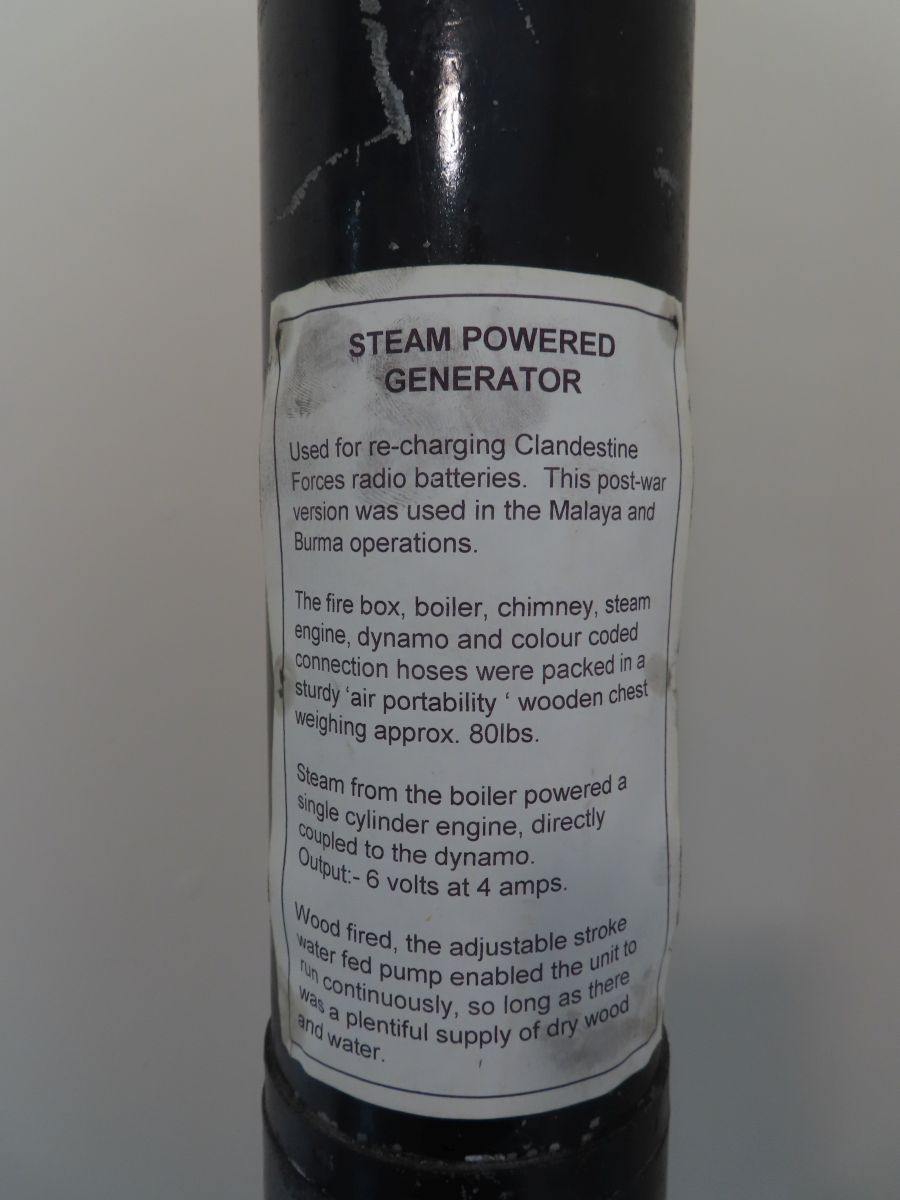 STEAM POWERED
GENERATOR
Used for re-charging Clandestine
Forces radio batteries.  This post-war
version was used in the Malaya and
Burma operations.
The fire box, boiler, chimney, steam
engine, dynamo and colour coded
connection hoses were packed in a
sturdy ‘air portability ‘ wooden chest
weighing approx. 80lbs.
Steam from the boiler powered a
single cylinder engine, directly
coupled to the dynamo.
Output:- 6 volts at 4 amps.
Wood fired, the adjustable stroke
water fed pump enabled the unit to
run continuously, so long as there
was a plentiful supply of dry wood
and water.